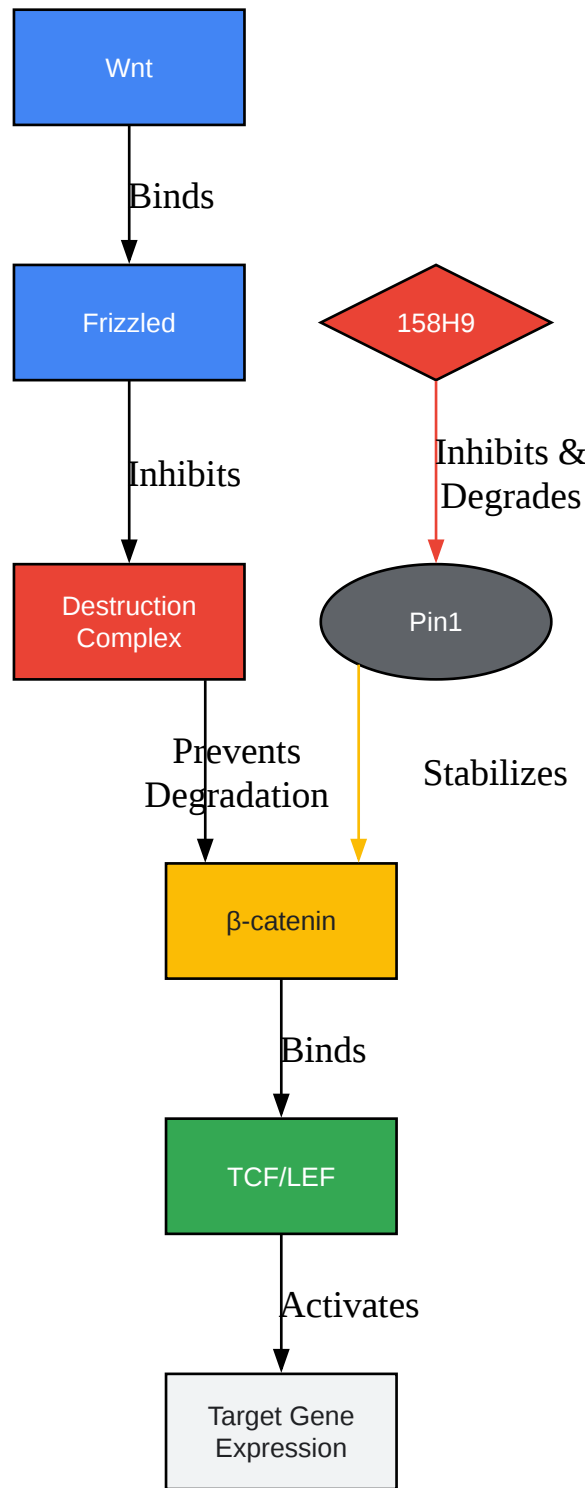 Wnt
Binds
Frizzled
158H9
Inhibits
Inhibits &
Degrades
Destruction
Complex
Pin1
Prevents
Degradation
Stabilizes
β-catenin
Binds
TCF/LEF
Activates
Target Gene
Expression